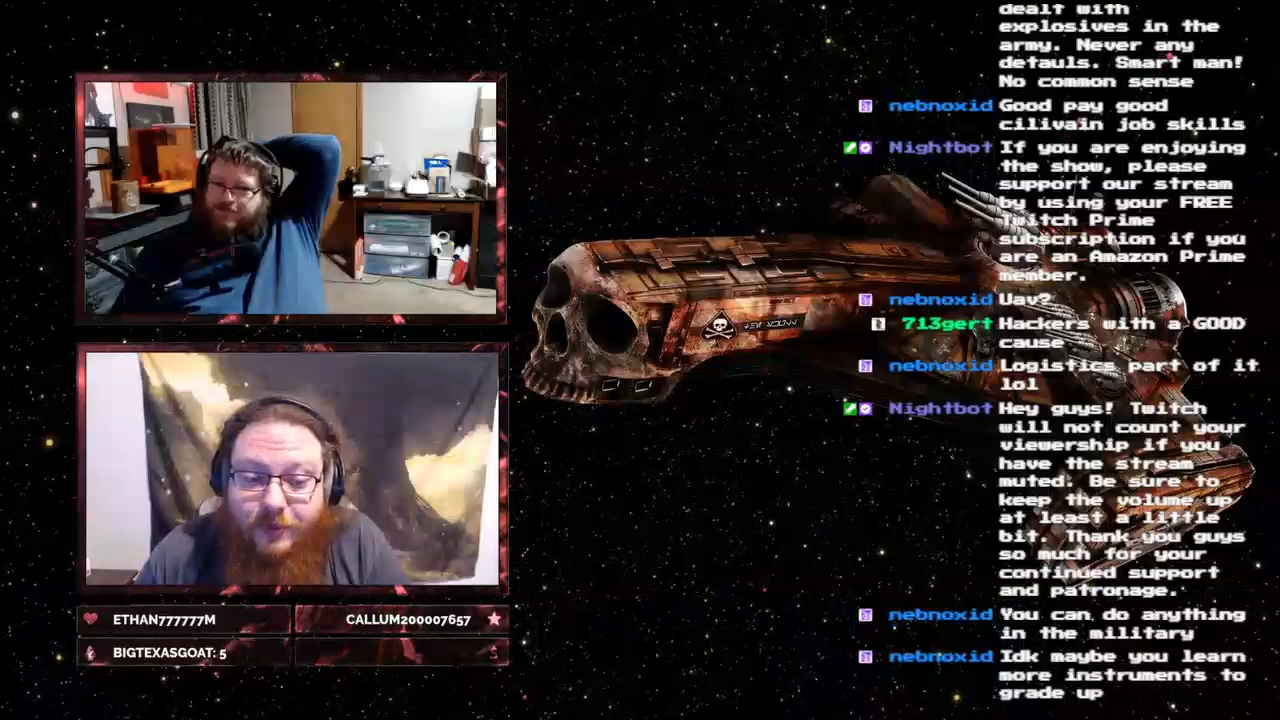 dealt with
explosives in the
army. Never any
detauls. Smart man!
No common sense
nebnoxid Good pay good
cilivain job skills
Nightbot If you are enjoying
the show, please
support our stream
by using your FREE
Twitch Prime
subscription if you
are an Amazon Prime
member.
nebnoxid Uav?
713gert Hackers with a GOOD
cause
nebnoxid Logistics part of it
lol
Nightbot Hey guys! Twitch
will not count your
viewership if you
have the stream
muted. Be sure to
keep the volume up
at least a little
bit. Thank you guys
so much for your
continued support
and patronage.
nebnoxid You can do anything
in the military
nebnoxid Idk maybe you learn
more instruments to
grade up
ETHAN777777M
CALLUM200007657
BIGTEXASGOAT: 5